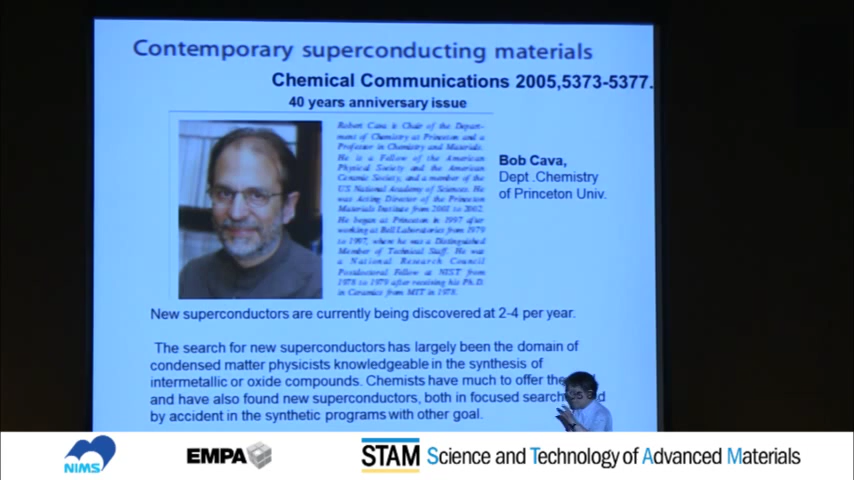 Contemporary superconducting materials
Chemical Communications 2005,5373-5377.
40 years anniversary issue
Robert Cava is Chair of the Depart-
ment of Chemistry at Princeton and a
Professor in Chemistry and Materials.
He is a Fellow of the American
Physical Society and the American
Ceramic Society, and a member of the
US National Academy of Sciences. He
was Acting Director of the Princeton
Materials Institute from 2001 to 2002.
He began at Princeton in 1997 after
working at Bell Laboratories from 1979
to 1997, where he was a Distinguished
Member of Technical Staff. He was
a National Research Council
Postdoctoral Fellow at NIST from
1978 to 1979 after receiving his Ph.D.
in Ceramics from MIT in 1978.
Bob Cava,
Dept .Chemistry
of Princeton Univ.
New superconductors are currently being discovered at 2-4 per year.
The search for new superconductors has largely been the domain of
condensed matter physicists knowledgeable in the synthesis of
intermetallic or oxide compounds. Chemists have much to offer the
and have also found new superconductors, both in focused search
by accident in the synthetic programs with other goal.
NIMS
EMPA
STAM Science and Technology of Advanced Materials